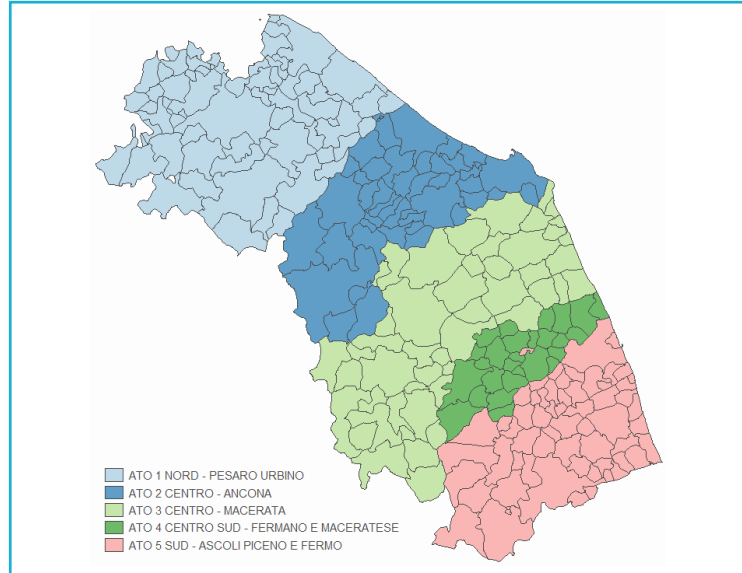 ATO 1 NORD - PESARO URBINO
ATO 2 CENTRO - ANCONA
ATO 3 CENTRO - MACERATA
ATO 4 CENTRO SUD - FERMANO E MACERATESE
ATO 5 SUD - ASCOLI PICENO E FERMO